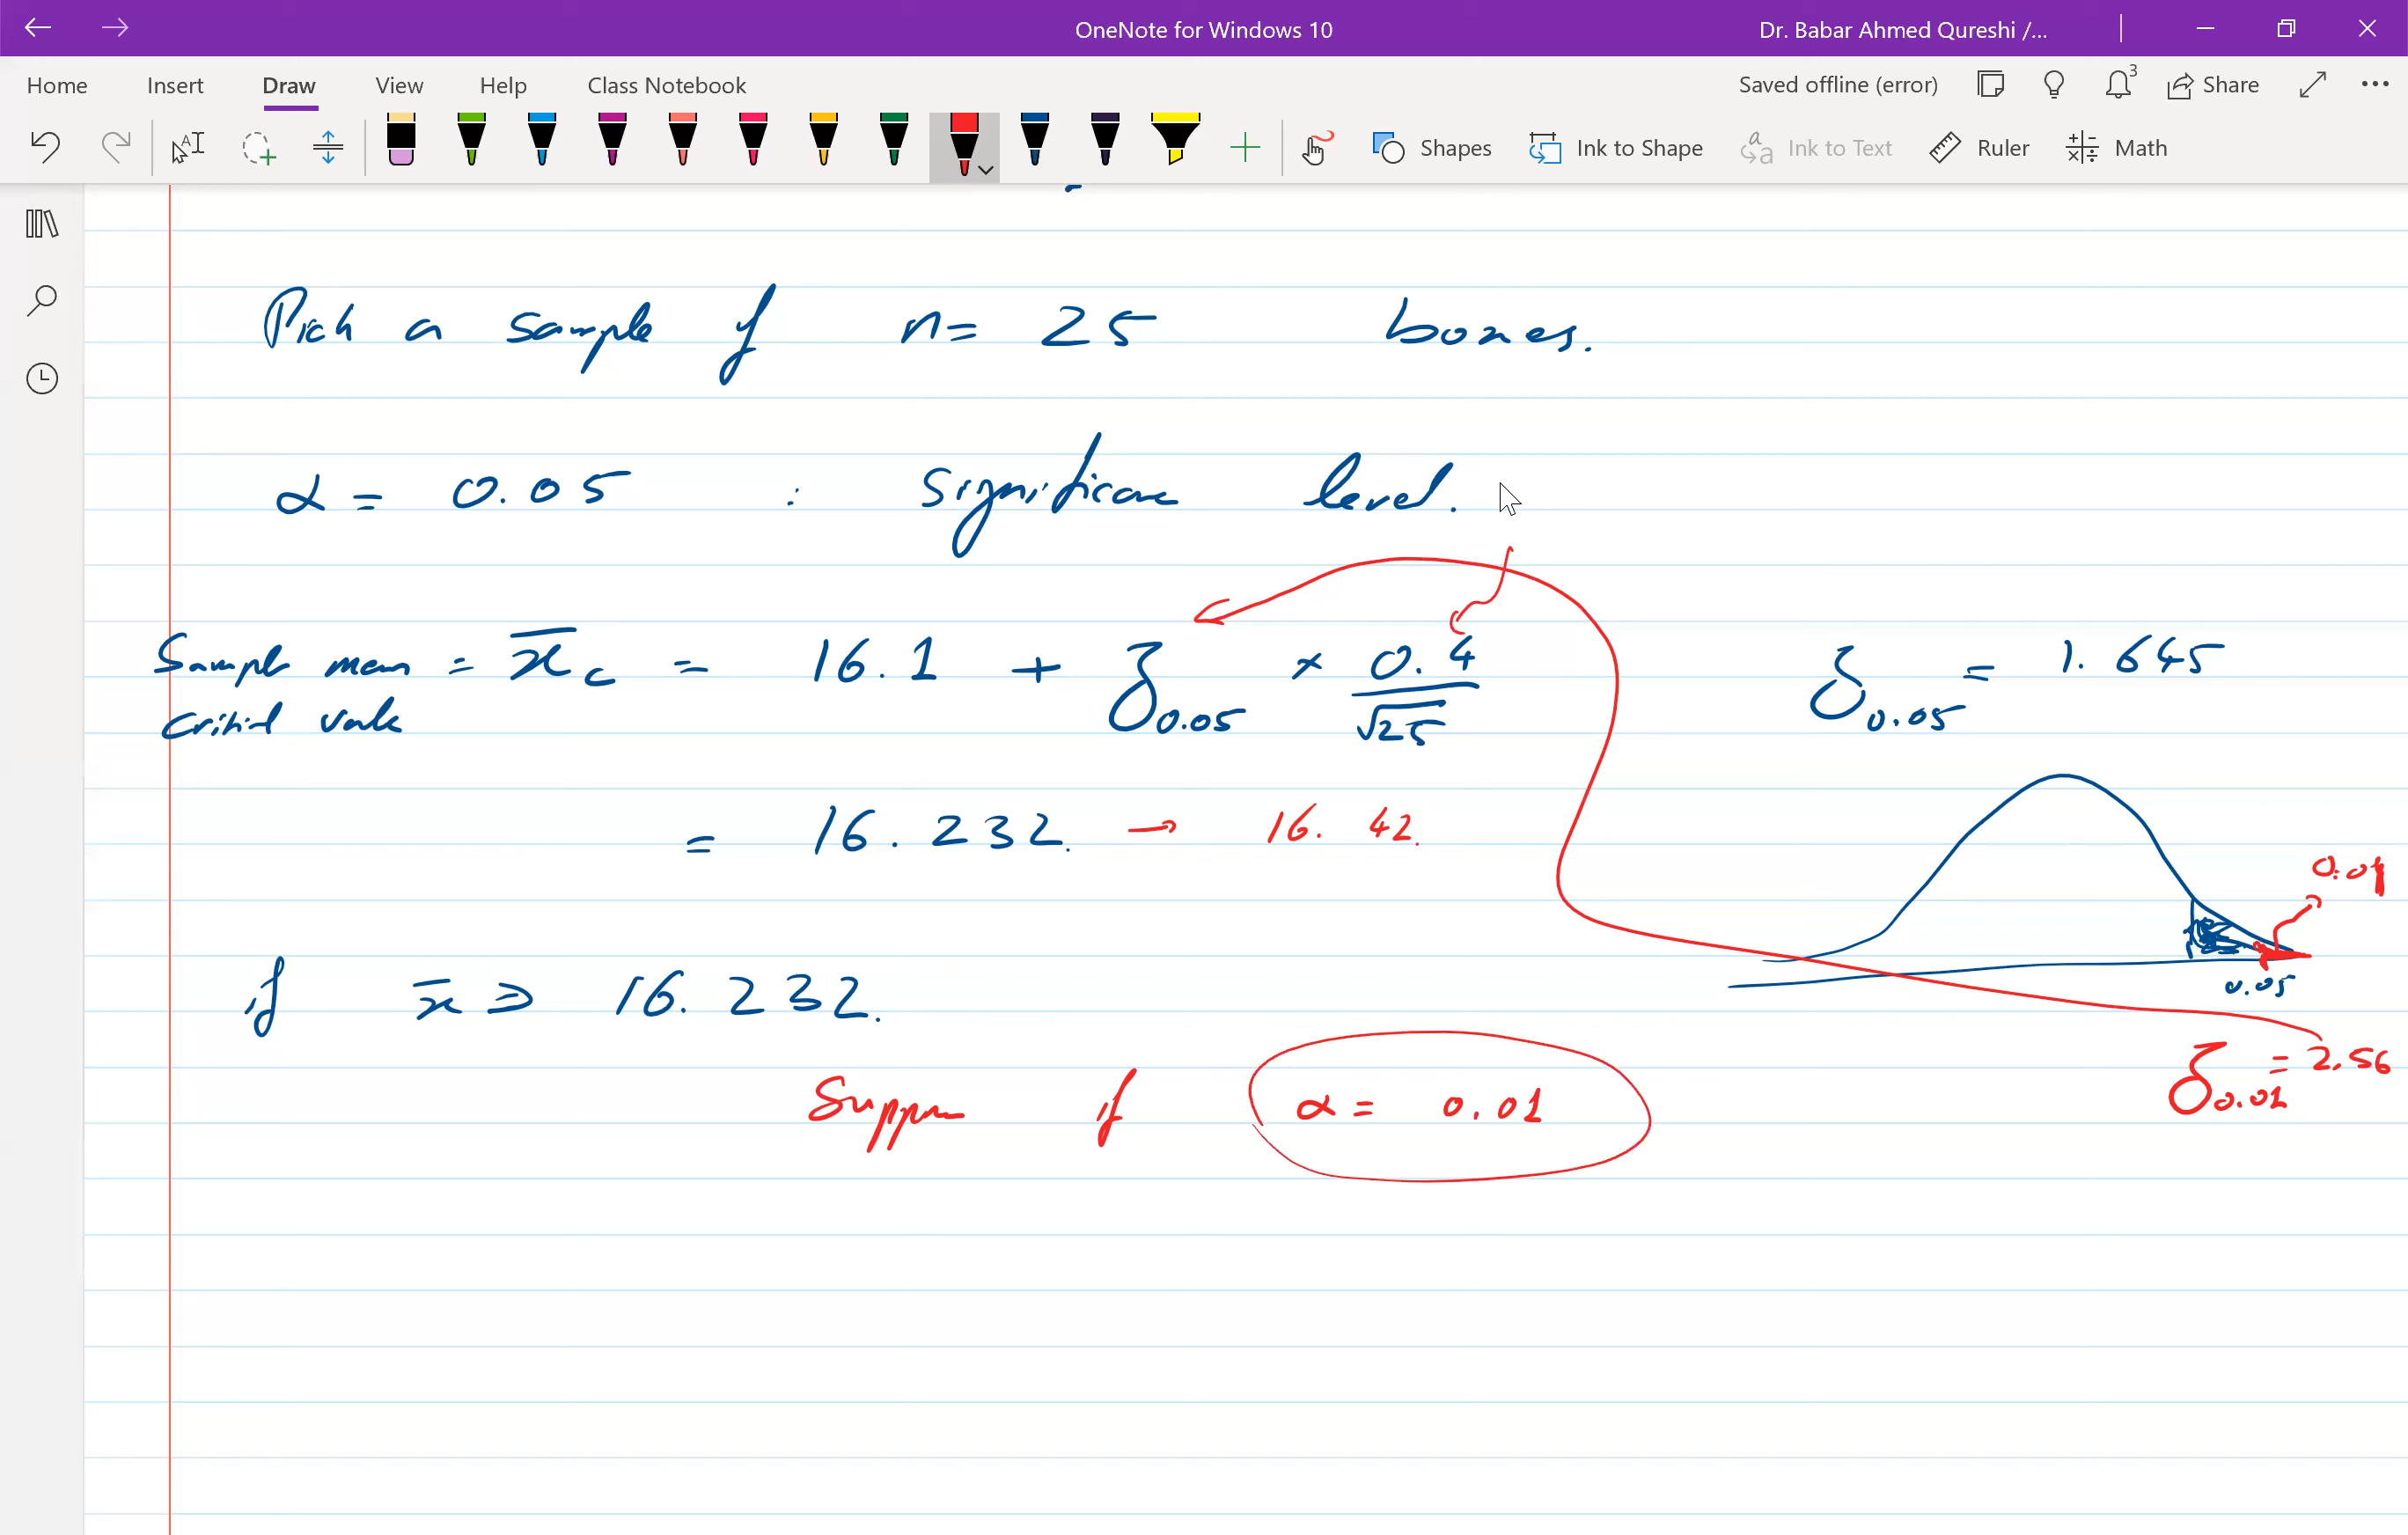 OneNote for Windows 10
Dr. Babar Ahmed Qureshi /...
Home Insert Draw View Help Class Notebook
Saved offline (error) 3 Share
Shapes Ink to Shape Ink to Text Ruler Math
Pick a sample of n = 25 boxes.
α = 0.05 : Significance level.
Sample mean = x̄c = 16.1 + z0.05 × 0.4/√25
critical value
z0.05 = 1.645
= 16.232. → 16.42.
0.01
if x̄ ⇒ 16.232.
0.05
z0.01 = 2.56
Suppose if α = 0.01